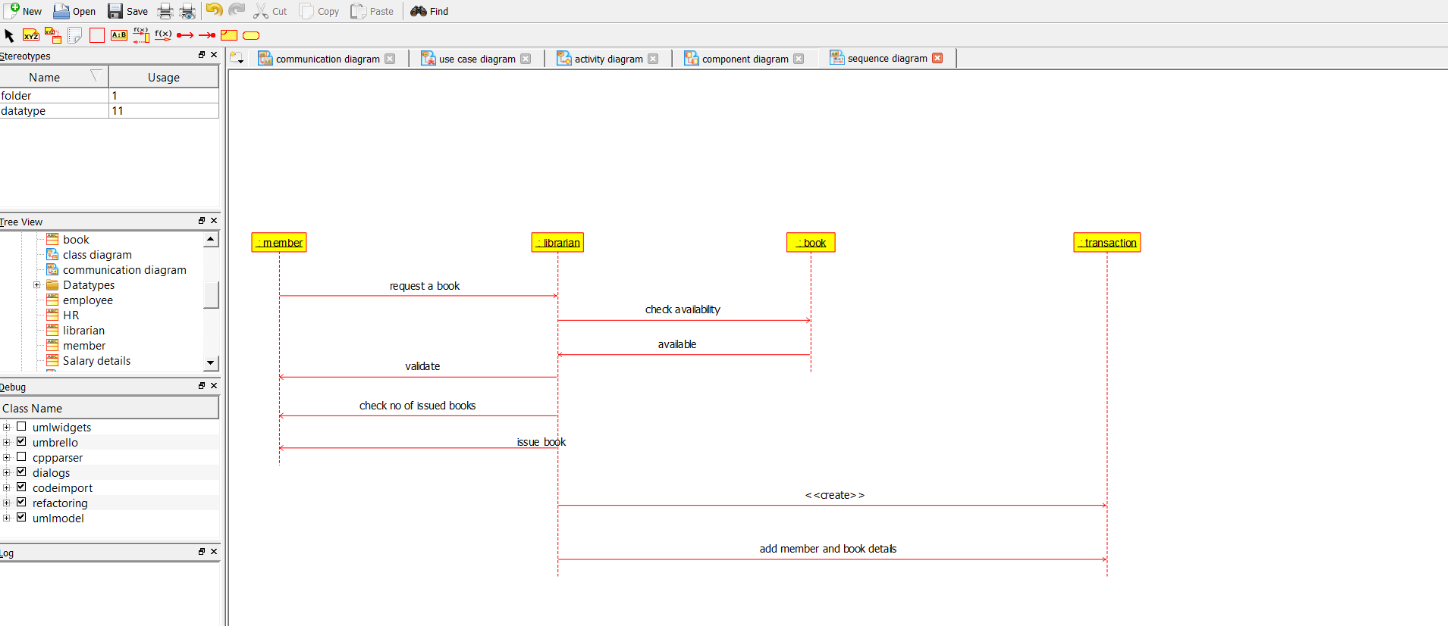 New Open Save Cut Copy Paste Find
XYZ A:B f(x) f(x)
Stereotypes
Name Usage
folder 1
datatype 11
Tree View
book
class diagram
communication diagram
Datatypes
employee
HR
librarian
member
Salary details
Debug
Class Name
umlwidgets
umbrello
cppparser
dialogs
codeimport
refactoring
umlmodel
Log
communication diagram use case diagram activity diagram component diagram sequence diagram
: member : librarian : book : transaction
request a book
check availability
available
validate
check no of issued books
issue book
<<create>>
add member and book details